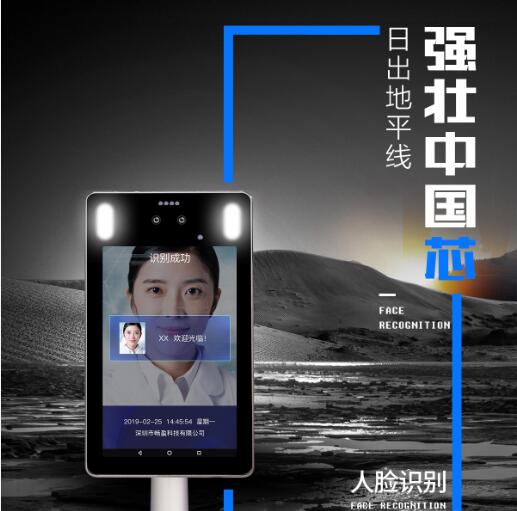 强壮中国芯
日出地平线
FACE
RECOGNITION
识别成功
XX 欢迎光临!
2019-02-25 14:45:54 星期一
深圳市畅盈科技有限公司
人脸识别
FACE RECOGNITION